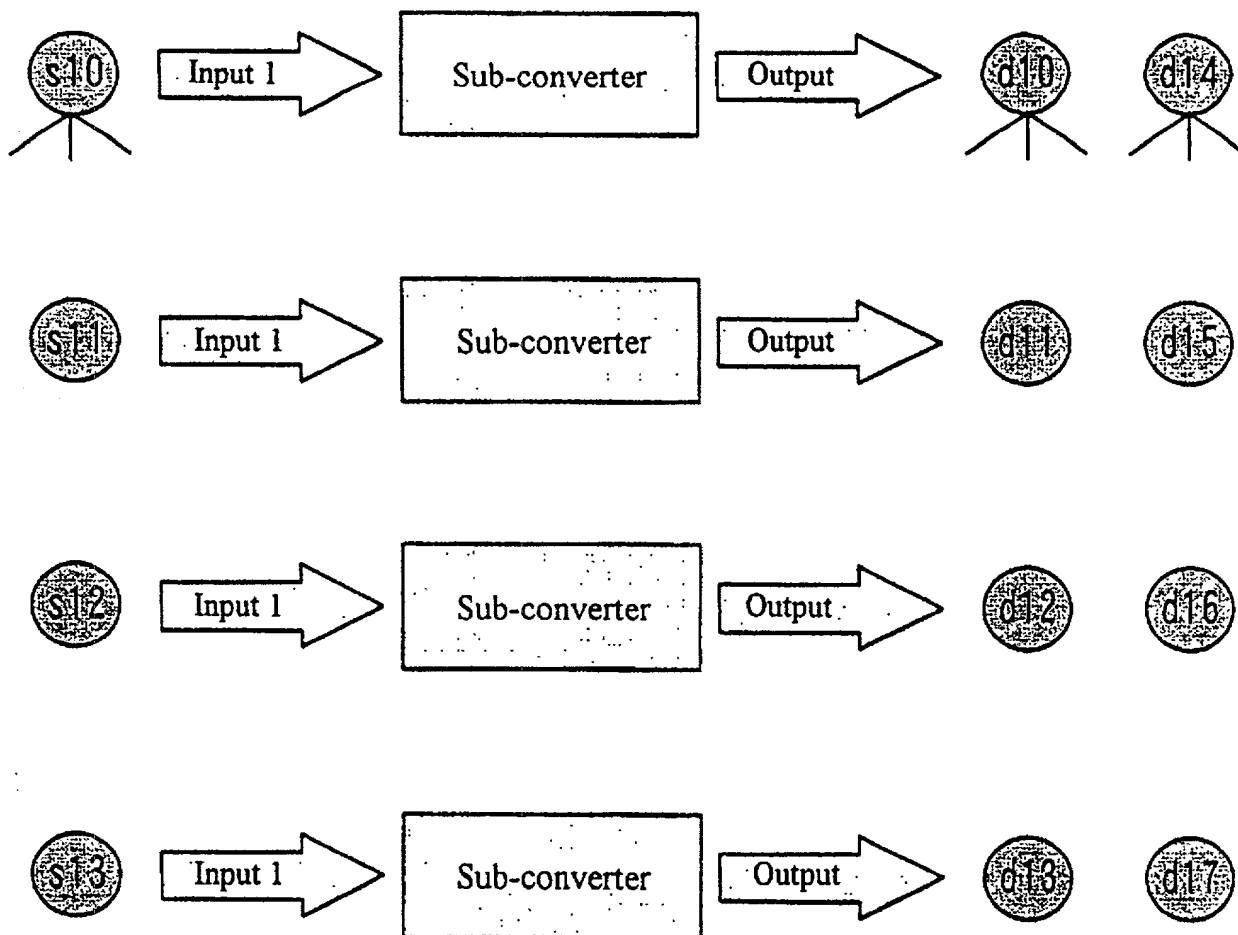 s10 Input 1 Sub-converter Output d10 d14
s11 Input 1 Sub-converter Output d11 d15
s12 Input 1 Sub-converter Output d12 d16
s13 Input 1 Sub-converter Output d13 d17